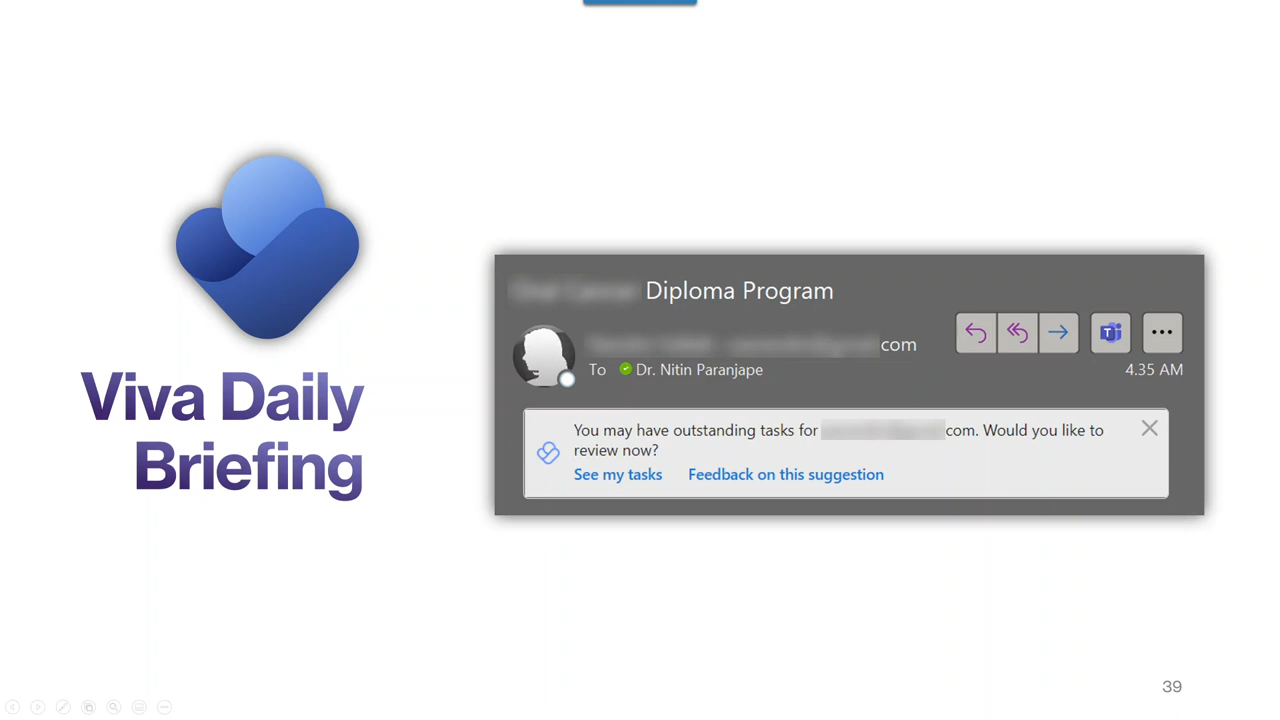 Viva Daily
Briefing
Diploma Program
com
To Dr. Nitin Paranjape
4.35 AM
You may have outstanding tasks for com. Would you like to
review now?
See my tasks Feedback on this suggestion
39